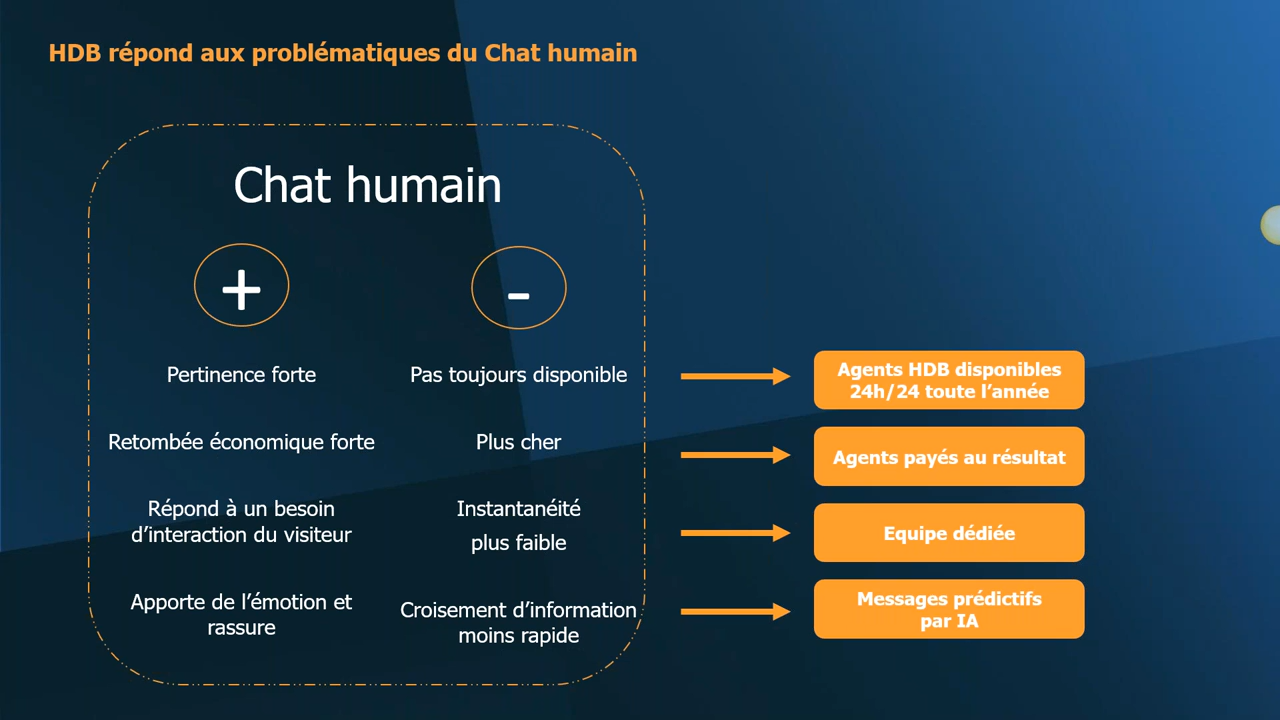 HDB répond aux problématiques du Chat humain
Chat humain
+
-
Pertinence forte
Retombée économique forte
Répond à un besoin
d’interaction du visiteur
Apporte de l’émotion et
rassure
Pas toujours disponible
Plus cher
Instantanéité
plus faible
Croisement d’information
moins rapide
Agents HDB disponibles
24h/24 toute l’année
Agents payés au résultat
Equipe dédiée
Messages prédictifs
par IA